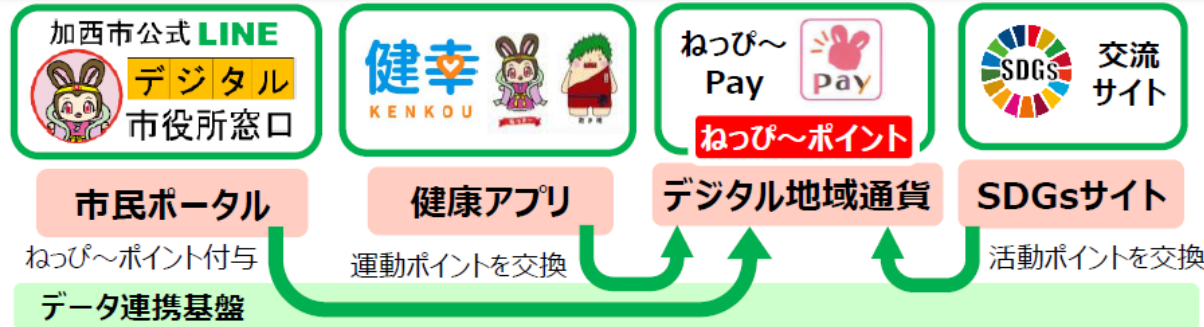 加西市公式 LINE
デジタル
市役所窓口
健幸
KENKOU
ねっぴ~
Pay
Pay
ねっぴ~ポイント
SDGs
交流
サイト
市民ポータル
健康アプリ
デジタル地域通貨
SDGsサイト
ねっぴ~ポイント付与
運動ポイントを交換
活動ポイントを交換
データ連携基盤